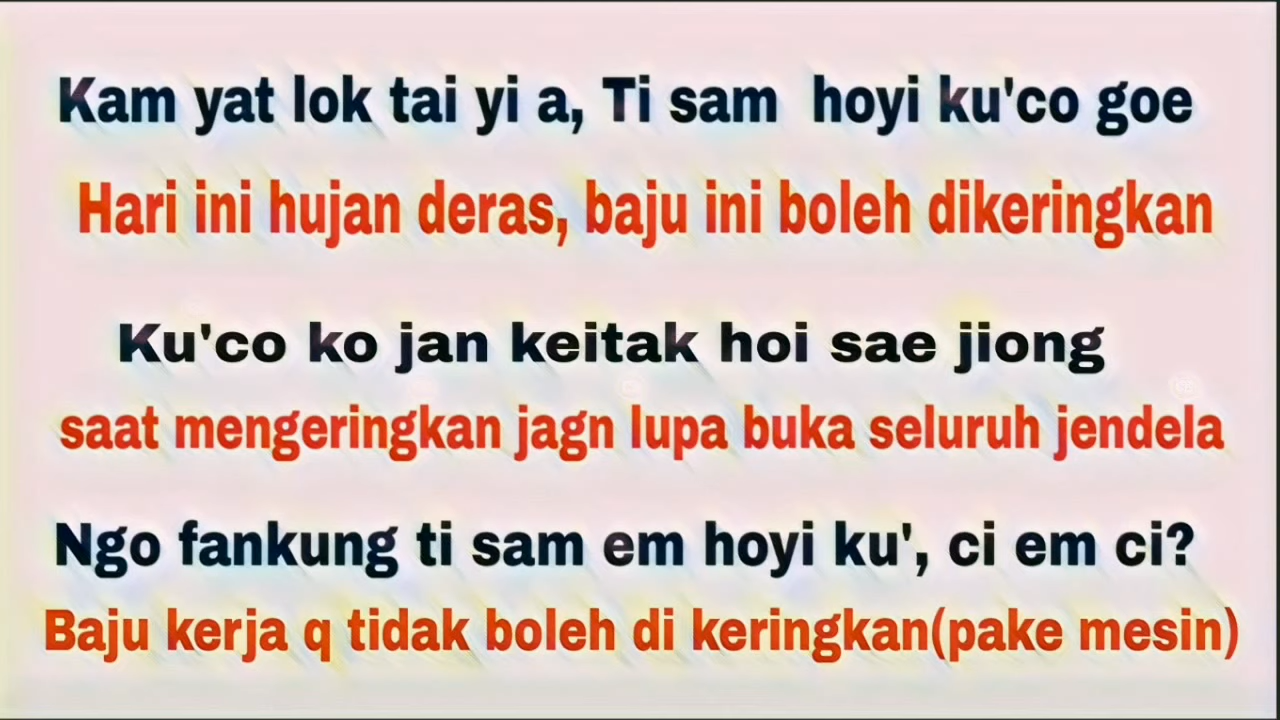 Kam yat lok tai yi a, Ti sam hoyi ku'co goe
Hari ini hujan deras, baju ini boleh dikeringkan
Ku'co ko jan keitak hoi sae jiong
saat mengeringkan jagn lupa buka seluruh jendela
Ngo fankung ti sam em hoyi ku', ci em ci?
Baju kerja q tidak boleh di keringkan(pake mesin)